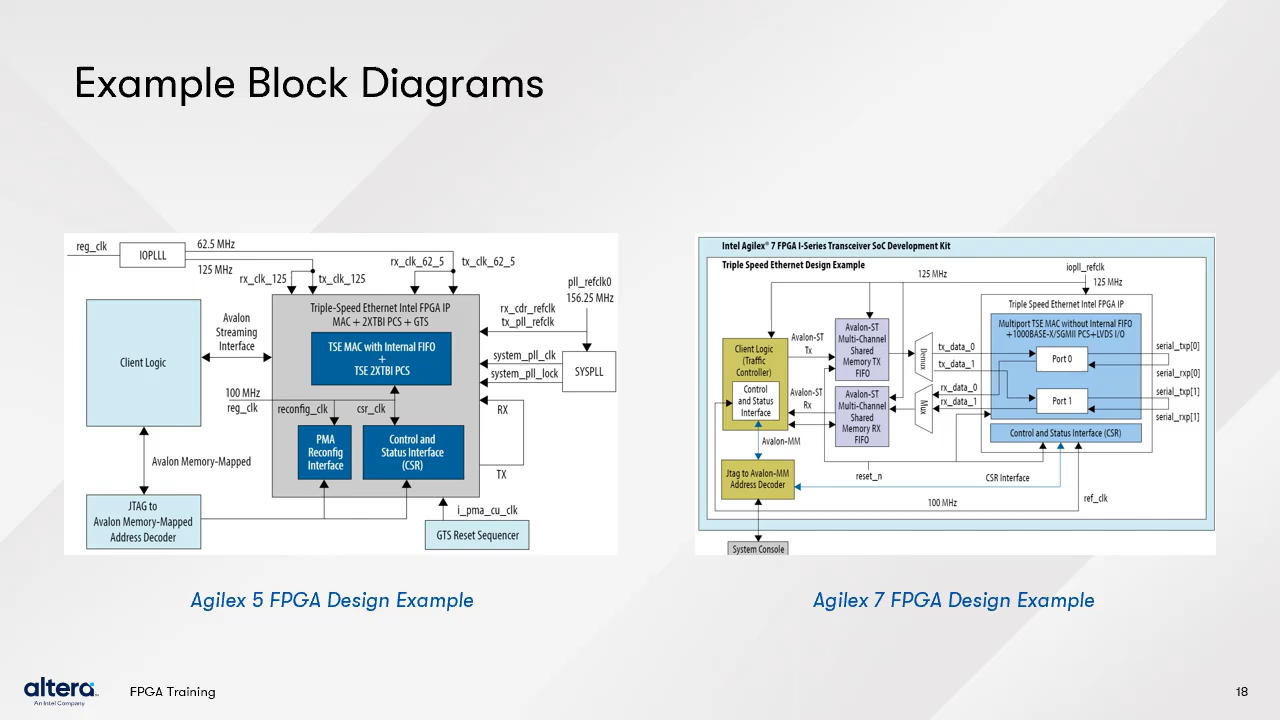 Example Block Diagrams
reg_clk
IOPLLL
62.5 MHz
125 MHz
rx_clk_125
tx_clk_125
rx_clk_62_5
tx_clk_62_5
pll_refclk0
156.25 MHz
Client Logic
Avalon
Streaming
Interface
Triple-Speed Ethernet Intel FPGA IP
MAC + 2XTBI PCS + GTS
TSE MAC with Internal FIFO
+
TSE 2XTBI PCS
rx_cdr_refclk
tx_pll_refclk
system_pll_clk
system_pll_lock
SYSPLL
100 MHz
reg_clk
reconfig_clk
csr_clk
RX
PMA
Reconfig
Interface
Control and
Status Interface
(CSR)
TX
Avalon Memory-Mapped
JTAG to
Avalon Memory-Mapped
Address Decoder
i_pma_cu_clk
GTS Reset Sequencer
Agilex 5 FPGA Design Example
Intel Agilex® 7 FPGA I-Series Transceiver SoC Development Kit
Triple Speed Ethernet Design Example
125 MHz
iopll_refclk
125 MHz
Triple Speed Ethernet Intel FPGA IP
Multiport TSE MAC without Internal FIFO
+1000BASE-X/SGMII PCS+LVDS I/O
Client Logic
(Traffic
Controller)
Control
and Status
Interface
Avalon-ST
Tx
Avalon-ST
Multi-Channel
Shared
Memory TX
FIFO
Demux
tx_data_0
tx_data_1
Port 0
serial_txp[0]
serial_rxp[0]
Avalon-ST
Rx
Avalon-ST
Multi-Channel
Shared
Memory RX
FIFO
Mux
rx_data_0
rx_data_1
Port 1
serial_txp[1]
serial_rxp[1]
Control and Status Interface (CSR)
Avalon-MM
Jtag to Avalon-MM
Address Decoder
reset_n
CSR Interface
100 MHz
ref_clk
System Console
Agilex 7 FPGA Design Example
altera
An Intel Company
FPGA Training
18